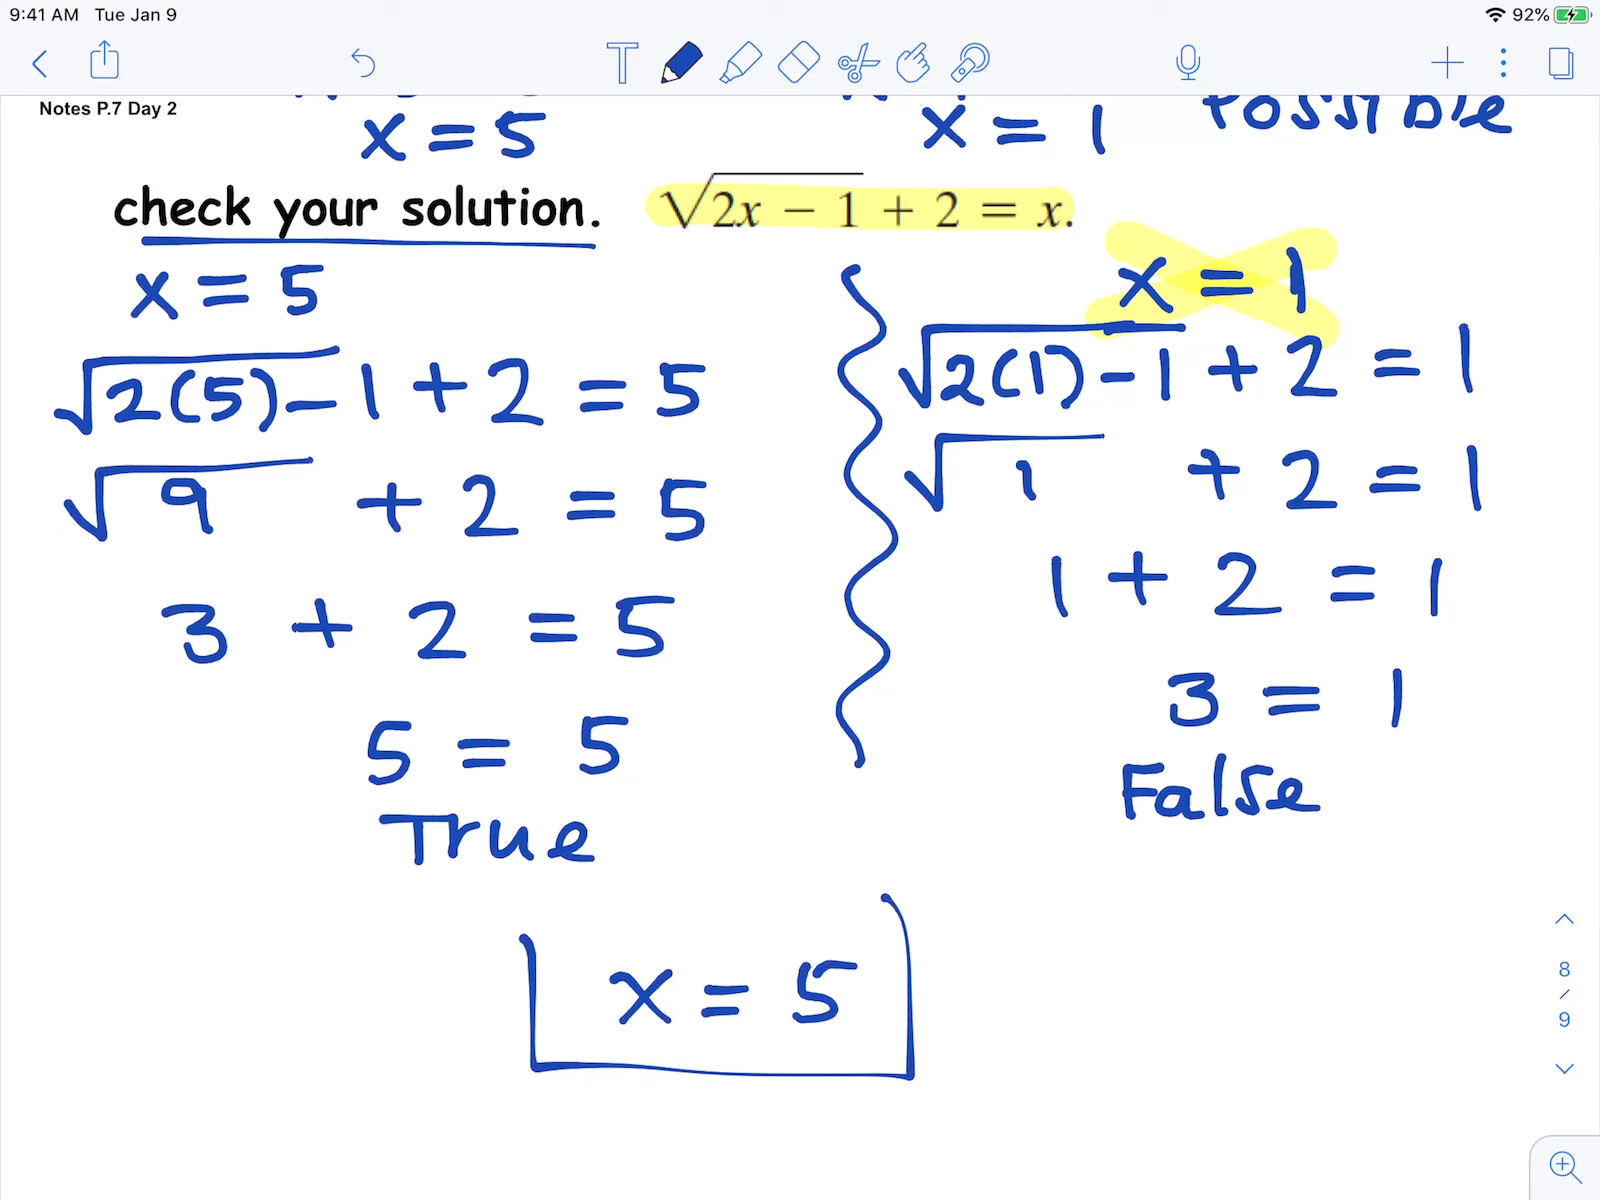 9:41 AM Tue Jan 9
92%
T
Notes P.7 Day 2
x = 5
x = 1 Possible
check your solution. √2x − 1 + 2 = x.
x = 5
√2(5) − 1 + 2 = 5
√9 + 2 = 5
3 + 2 = 5
5 = 5
True
x = 1
√2(1) − 1 + 2 = 1
√1 + 2 = 1
1 + 2 = 1
3 = 1
False
x = 5
8
/
9